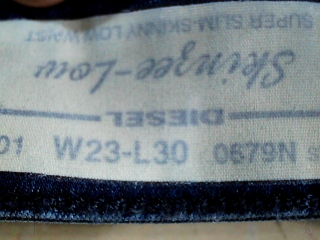 SUPER SLIM-SKINNY LOW WAIST
Skinzee-Low
DIESEL
01 W23-L30 0679N S